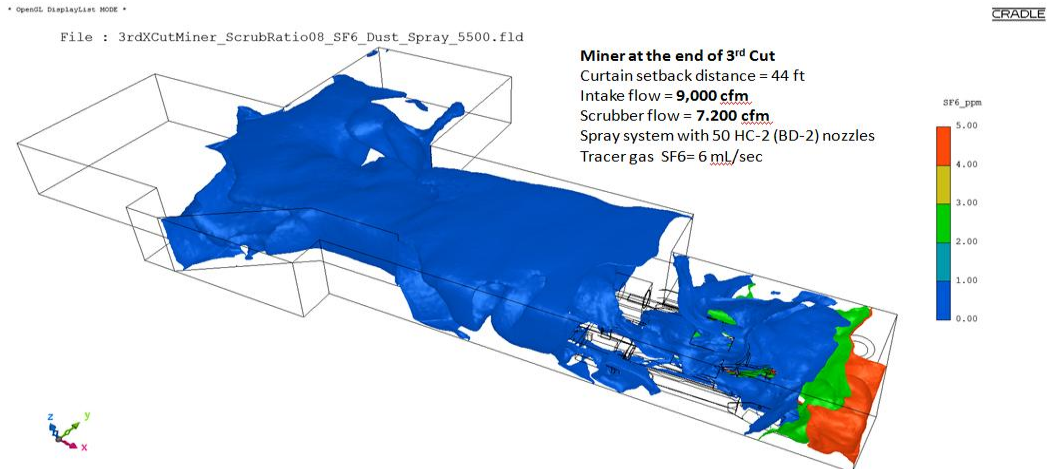 * OpenGL DisplayList MODE *
CRADLE
File : 3rdXCutMiner_ScrubRatio08_SF6_Dust_Spray_5500.fld
Miner at the end of 3rd Cut
Curtain setback distance = 44 ft
Intake flow = 9,000 cfm
Scrubber flow = 7.200 cfm
Spray system with 50 HC-2 (BD-2) nozzles
Tracer gas SF6= 6 mL/sec
SF6_ppm
5.00
4.00
3.00
2.00
1.00
0.00
z
y
x